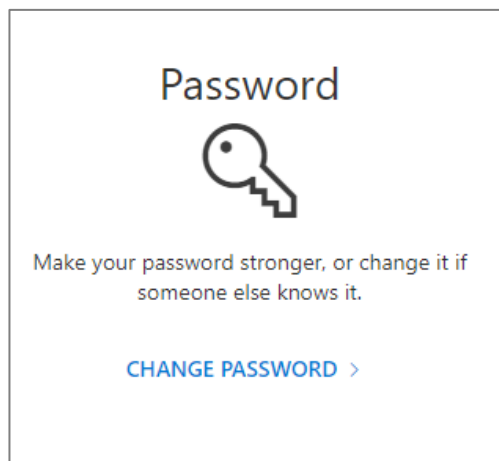 Password
Make your password stronger, or change it if
someone else knows it.
CHANGE PASSWORD >